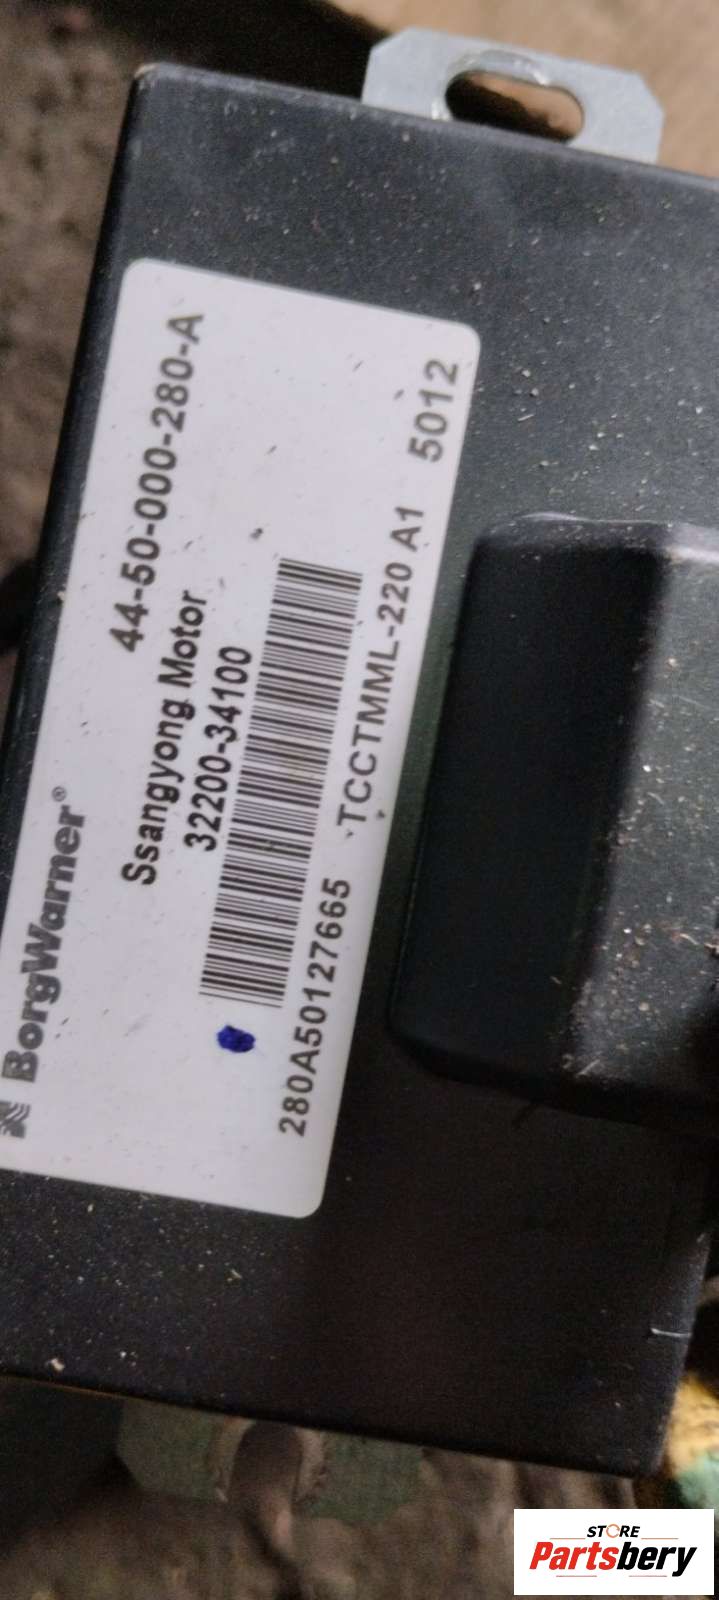 BorgWarner®
44-50-000-280-A
Ssangyong Motor
32200-34100
280A50127665 TCCTMML-220 A1 5012
STORE
Partsbery